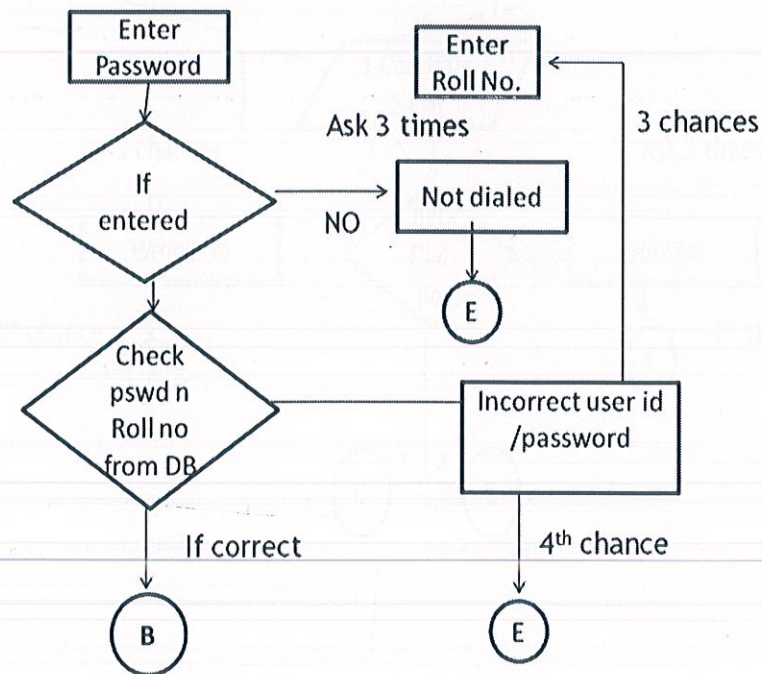 Enter
Password
Enter
Roll No.
Ask 3 times
3 chances
If
entered
NO
Not dialed
E
Check
pswd n
Roll no
from DB
Incorrect user id
/password
If correct
4th chance
B
E